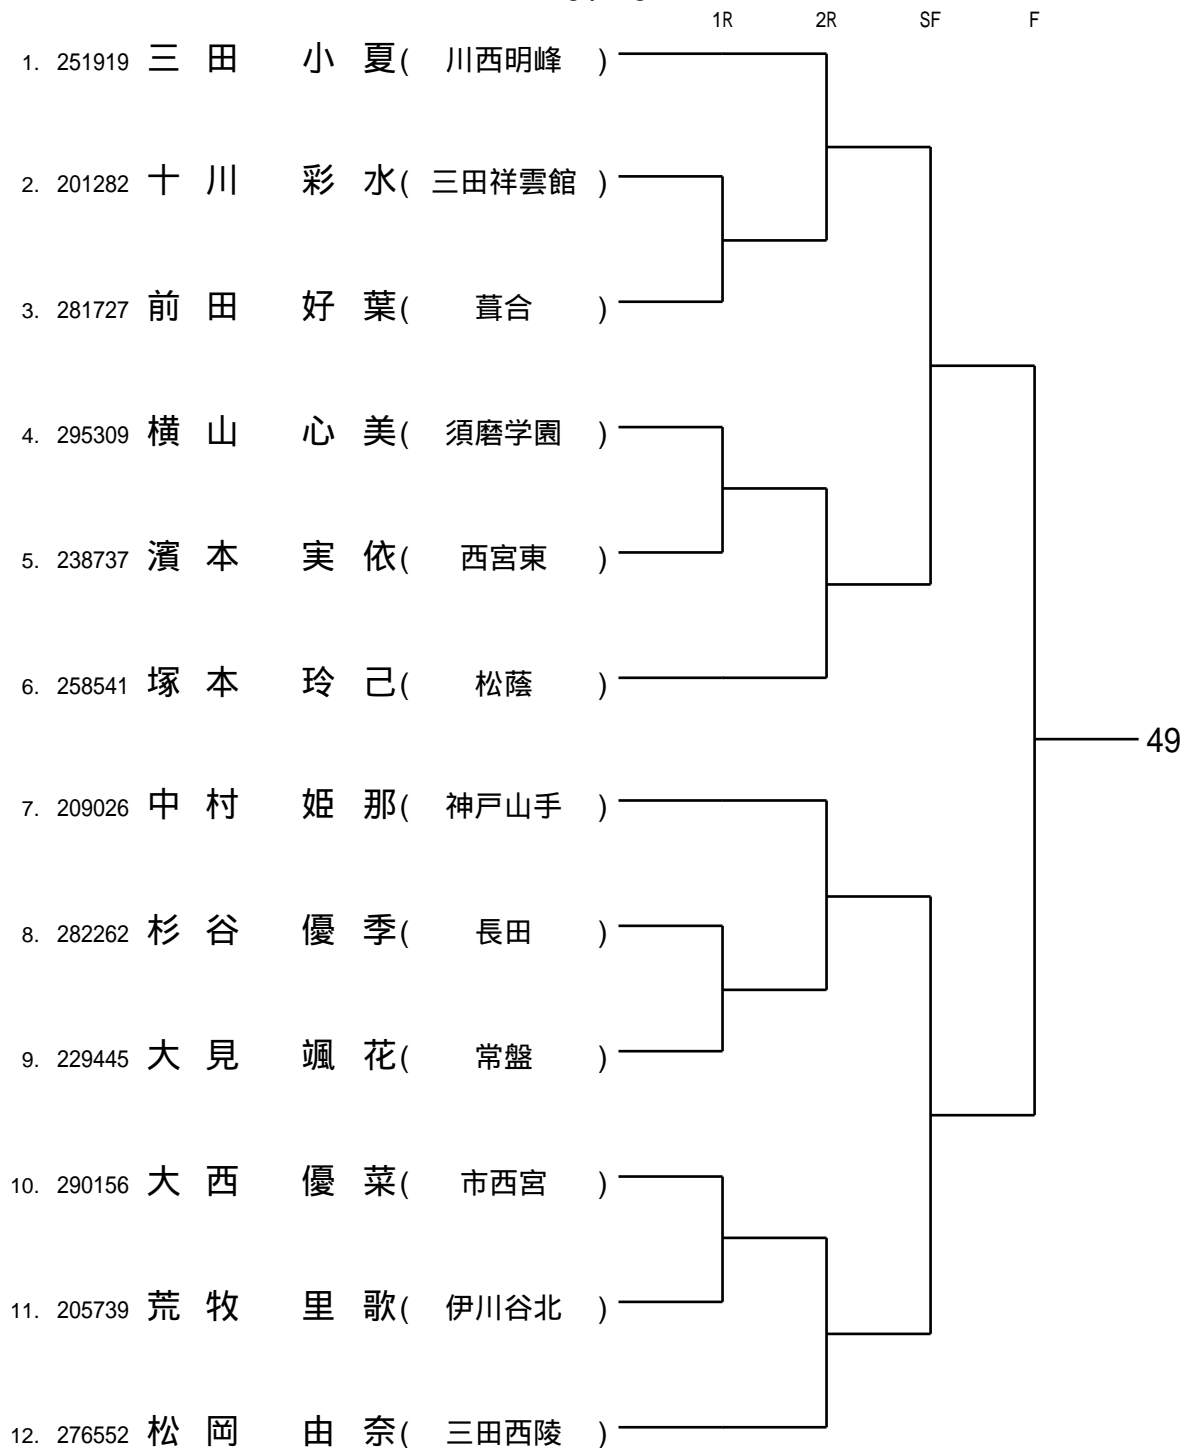 1R 2R SF F
1. 251919 三田 小夏( 川西明峰 )
2. 201282 十川 彩水( 三田祥雲館 )
3. 281727 前田 好葉( 葺合 )
4. 295309 横山 心美( 須磨学園 )
5. 238737 濱本 実依( 西宮東 )
6. 258541 塚本 玲己( 松蔭 )
49
7. 209026 中村 姫那( 神戸山手 )
8. 282262 杉谷 優季( 長田 )
9. 229445 大見 颯花( 常盤 )
10. 290156 大西 優菜( 市西宮 )
11. 205739 荒牧 里歌( 伊川谷北 )
12. 276552 松岡 由奈( 三田西陵 )